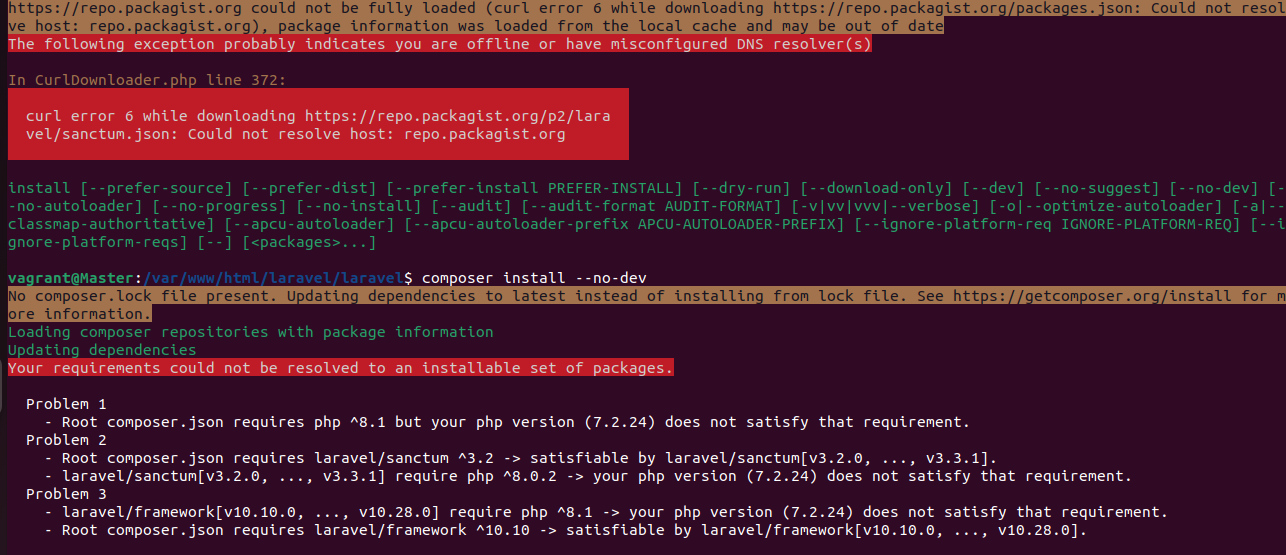 https://repo.packagist.org could not be fully loaded (curl error 6 while downloading https://repo.packagist.org/packages.json: Could not resol
ve host: repo.packagist.org), package information was loaded from the local cache and may be out of date
The following exception probably indicates you are offline or have misconfigured DNS resolver(s)
In CurlDownloader.php line 372:
curl error 6 while downloading https://repo.packagist.org/p2/lara
vel/sanctum.json: Could not resolve host: repo.packagist.org
install [--prefer-source] [--prefer-dist] [--prefer-install PREFER-INSTALL] [--dry-run] [--download-only] [--dev] [--no-suggest] [--no-dev] [-
-no-autoloader] [--no-progress] [--no-install] [--audit] [--audit-format AUDIT-FORMAT] [-v|vv|vvv|--verbose] [-o|--optimize-autoloader] [-a|--
classmap-authoritative] [--apcu-autoloader] [--apcu-autoloader-prefix APCU-AUTOLOADER-PREFIX] [--ignore-platform-req IGNORE-PLATFORM-REQ] [--i
gnore-platform-reqs] [--] [<packages>...]
vagrant@Master:/var/www/html/laravel/laravel$ composer install --no-dev
No composer.lock file present. Updating dependencies to latest instead of installing from lock file. See https://getcomposer.org/install for m
ore information.
Loading composer repositories with package information
Updating dependencies
Your requirements could not be resolved to an installable set of packages.
Problem 1
- Root composer.json requires php ^8.1 but your php version (7.2.24) does not satisfy that requirement.
Problem 2
- Root composer.json requires laravel/sanctum ^3.2 -> satisfiable by laravel/sanctum[v3.2.0, ..., v3.3.1].
- laravel/sanctum[v3.2.0, ..., v3.3.1] require php ^8.0.2 -> your php version (7.2.24) does not satisfy that requirement.
Problem 3
- laravel/framework[v10.10.0, ..., v10.28.0] require php ^8.1 -> your php version (7.2.24) does not satisfy that requirement.
- Root composer.json requires laravel/framework ^10.10 -> satisfiable by laravel/framework[v10.10.0, ..., v10.28.0].